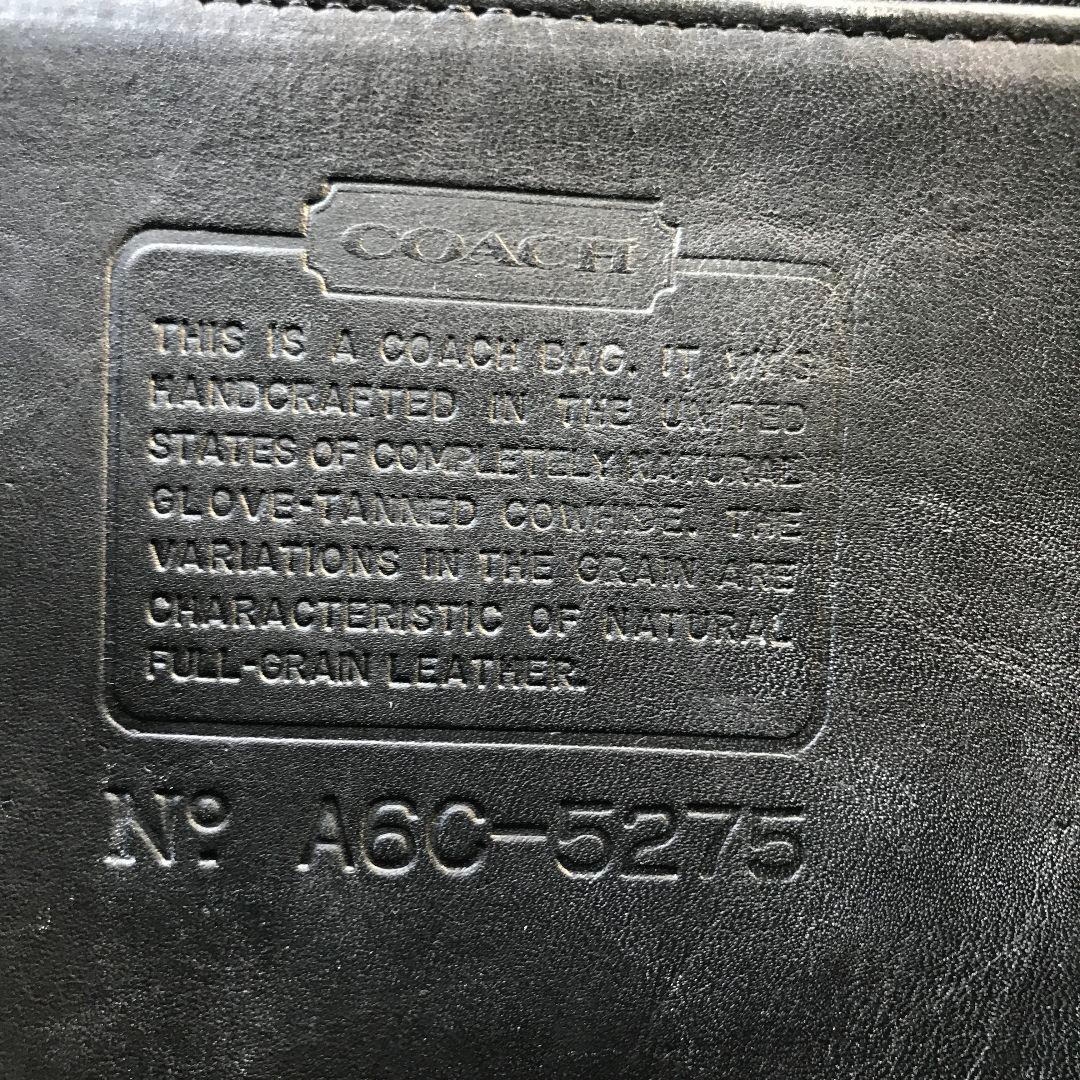 COACH
THIS IS A COACH BAG. IT WAS
HANDCRAFTED IN THE UNITED
STATES OF COMPLETELY NATURAL
GLOVE-TANNED COWHIDE. THE
VARIATIONS IN THE GRAIN ARE
CHARACTERISTIC OF NATURAL
FULL-GRAIN LEATHER.
Nº A6C-5275